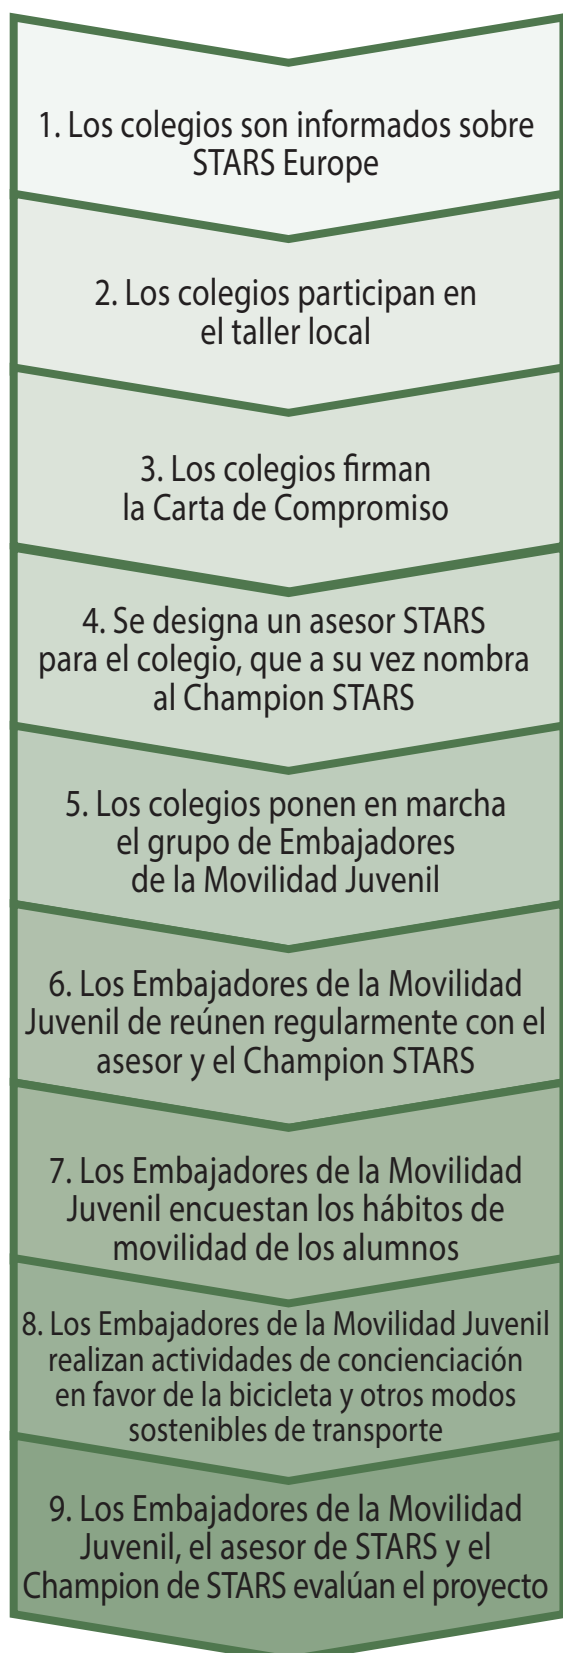 1. Los colegios son informados sobre
STARS Europe
2. Los colegios participan en
el taller local
3. Los colegios firman
la Carta de Compromiso
4. Se designa un asesor STARS
para el colegio, que a su vez nombra
al Champion STARS
5. Los colegios ponen en marcha
el grupo de Embajadores
de la Movilidad Juvenil
6. Los Embajadores de la Movilidad
Juvenil de reúnen regularmente con el
asesor y el Champion STARS
7. Los Embajadores de la Movilidad
Juvenil encuestan los hábitos de
movilidad de los alumnos
8. Los Embajadores de la Movilidad Juvenil
realizan actividades de concienciación
en favor de la bicicleta y otros modos
sostenibles de transporte
9. Los Embajadores de la Movilidad
Juvenil, el asesor de STARS y el
Champion de STARS evalúan el proyecto